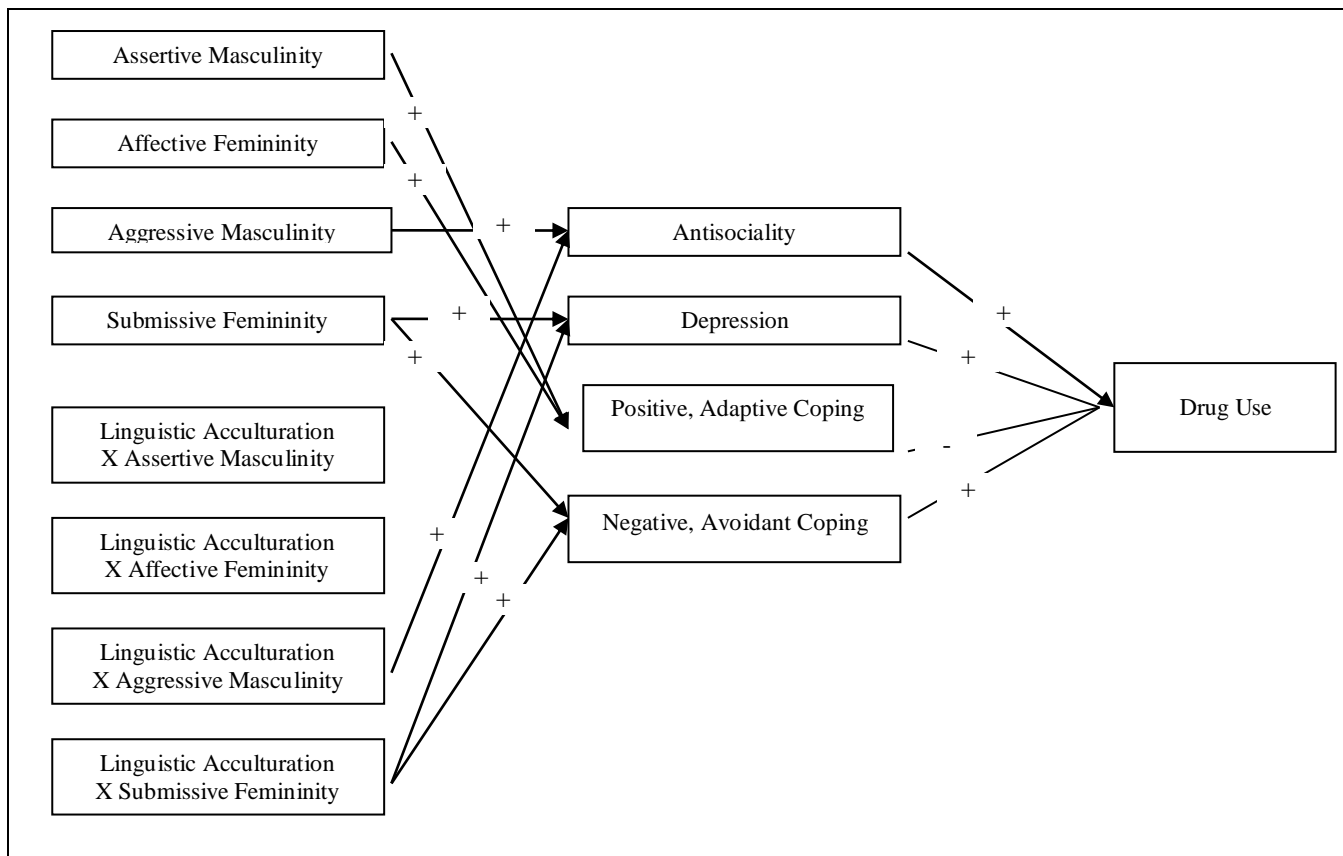 Assertive Masculinity
+
Affective Femininity
+
Aggressive Masculinity
+
Antisociality
Submissive Femininity
+
+
Depression
+
+
Positive, Adaptive Coping
-
Drug Use
Linguistic Acculturation
X Assertive Masculinity
Negative, Avoidant Coping
+
Linguistic Acculturation
X Affective Femininity
+
+
+
Linguistic Acculturation
X Aggressive Masculinity
Linguistic Acculturation
X Submissive Femininity